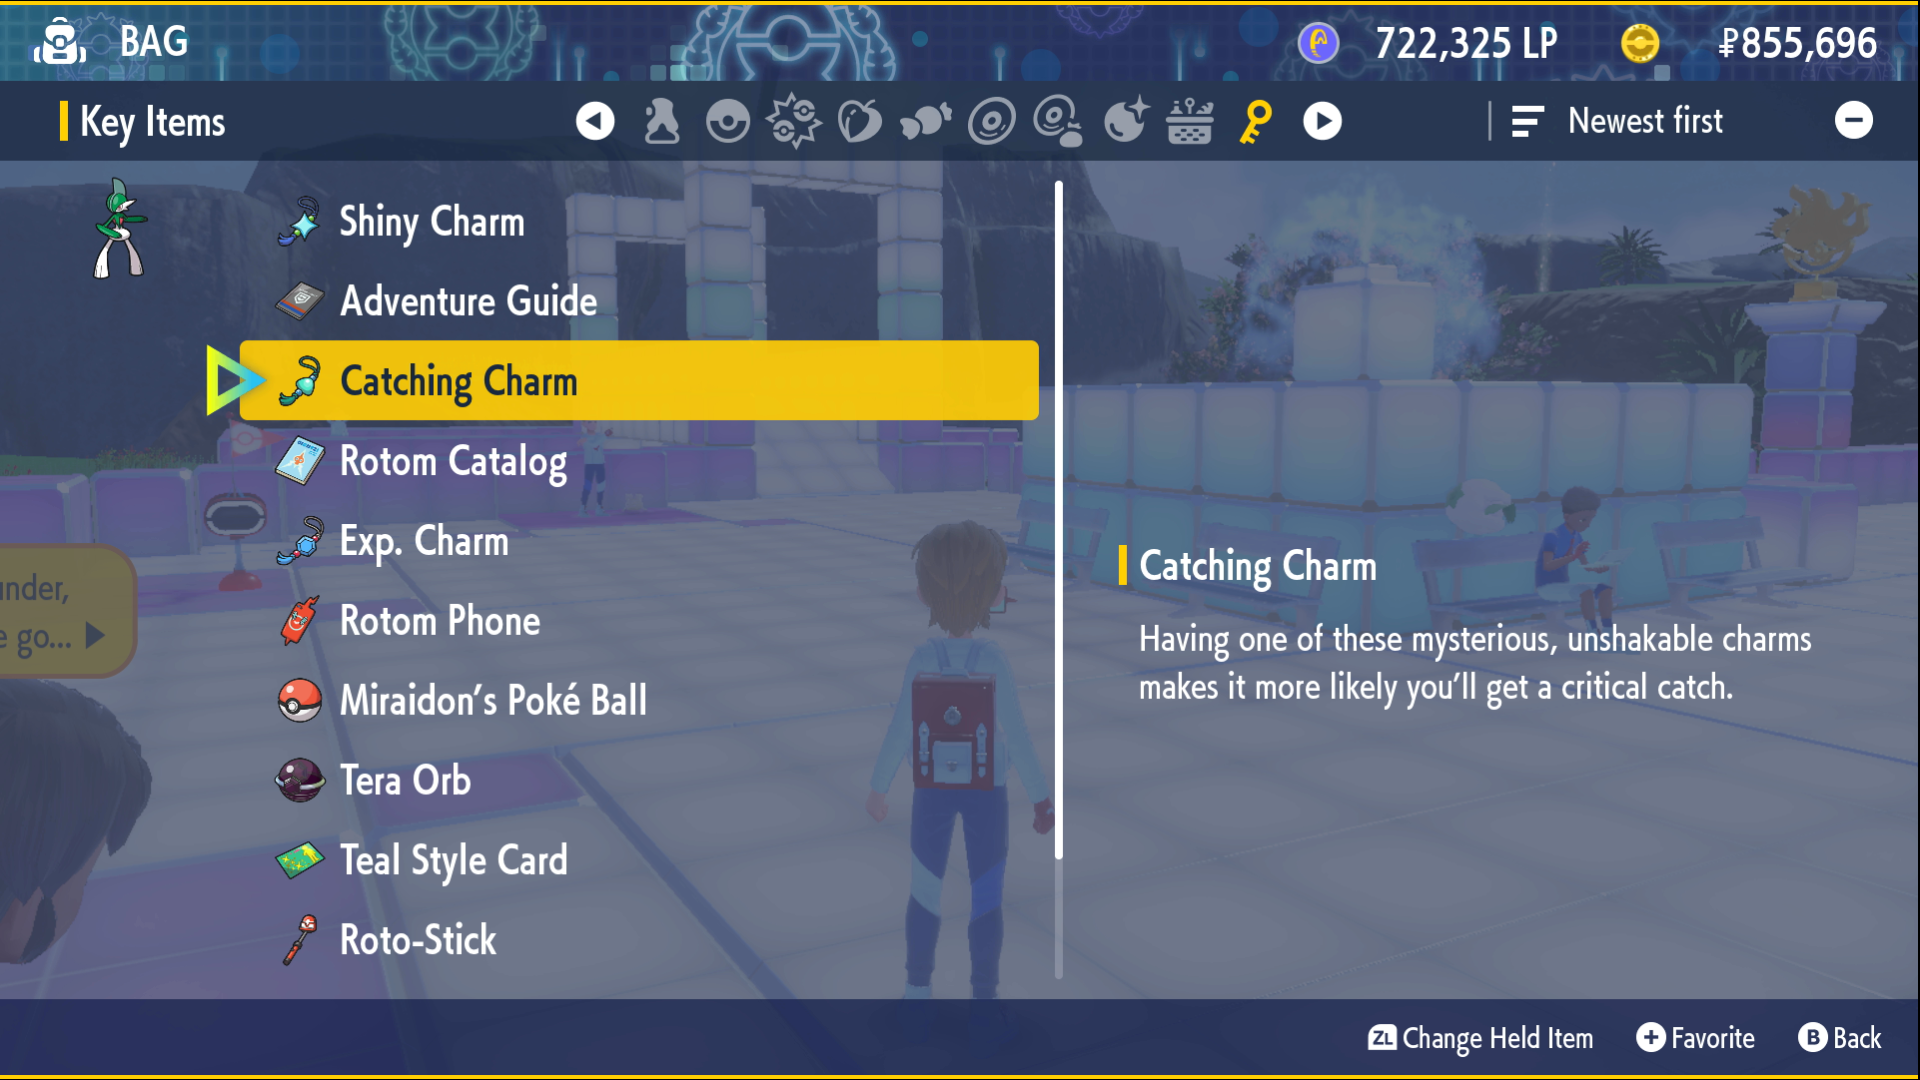 BAG
722,325 LP
₽855,696
Key Items
Newest first
Shiny Charm
Adventure Guide
Catching Charm
Rotom Catalog
Exp. Charm
Rotom Phone
Miraidon's Poké Ball
Tera Orb
Teal Style Card
Roto-Stick
under,
e go...
Catching Charm
Having one of these mysterious, unshakable charms
makes it more likely you'll get a critical catch.
ZL Change Held Item
+ Favorite
B Back